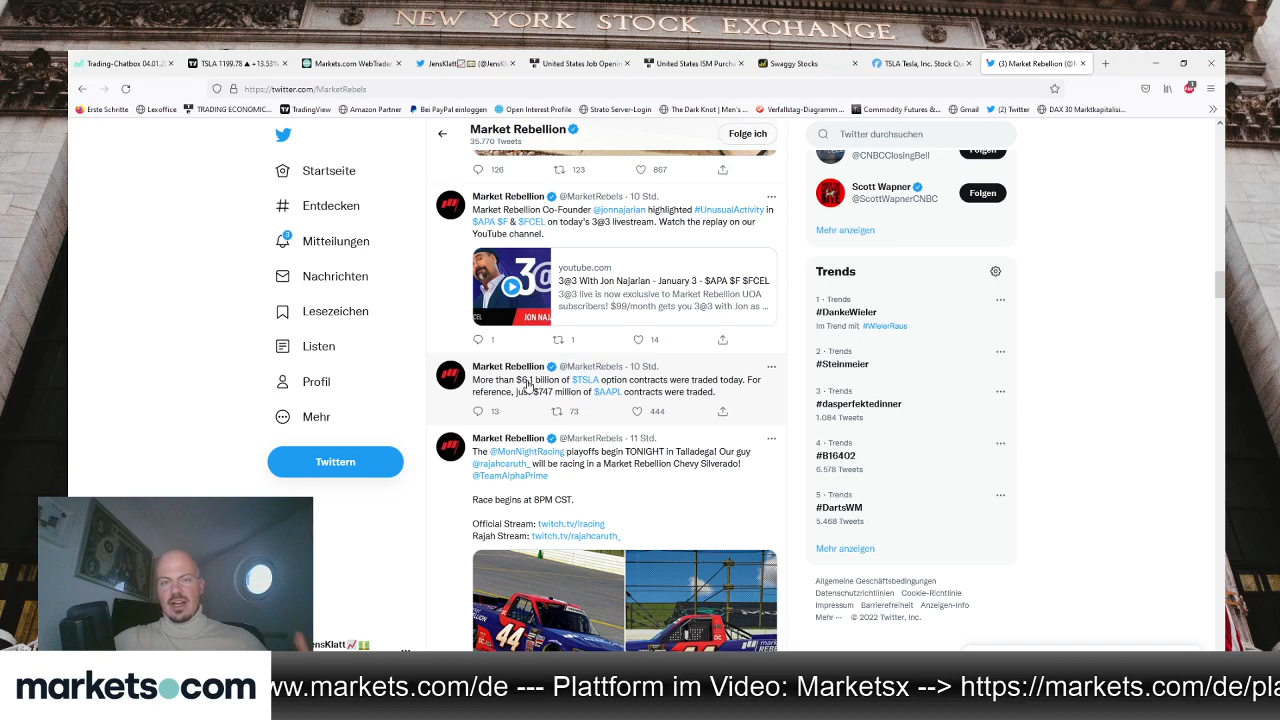 NEW YORK STOCK EXCHANGE
Trading-Chatbox 04.01.2
TSLA 1199.78 ▲ +13.53%
Markets.com WebTrader
JensKlatt📈💵 (@JensKl
United States Job Openin
United States ISM Purcha
Swaggy Stocks
TSLA Tesla, Inc. Stock Qu
(3) Market Rebellion (@M
https://twitter.com/MarketRebels
Erste Schritte
Lexoffice
TRADING ECONOMIC...
TradingView
Amazon Partner
Bei PayPal einloggen
Open Interest Profile
Strato Server-Login
The Dark Knot | Men's ...
Verfallstag-Diagramm ...
Commodity Futures &...
Gmail
(2) Twitter
DAX 30 Marktkapitalisi...
Startseite
Entdecken
3
Mitteilungen
Nachrichten
Lesezeichen
Listen
Profil
Mehr
Twittern
JensKlatt📈💵
Market Rebellion
35.770 Tweets
Folge ich
126 123 867
Market Rebellion @MarketRebels · 10 Std.
Market Rebellion Co-Founder @jonnajarian highlighted #UnusualActivity in
$APA $F & $FCEL on today's 3@3 livestream. Watch the replay on our
YouTube channel.
3@
CEL JON NAJA
youtube.com
3@3 With Jon Najarian - January 3 - $APA $F $FCEL
3@3 live is now exclusive to Market Rebellion UOA
subscribers! $99/month gets you 3@3 with Jon as ...
1 1 14
Market Rebellion @MarketRebels · 10 Std.
More than $6.1 billion of $TSLA option contracts were traded today. For
reference, just $747 million of $AAPL contracts were traded.
13 73 444
Market Rebellion @MarketRebels · 11 Std.
The @MonNightRacing playoffs begin TONIGHT in Talladega! Our guy
@rajahcaruth_ will be racing in a Market Rebellion Chevy Silverado!
@TeamAlphaPrime
Race begins at 8PM CST.
Official Stream: twitch.tv/iracing
Rajah Stream: twitch.tv/rajahcaruth_
44
Twitter durchsuchen
@CNBCClosingBell
Folgen
Scott Wapner
@ScottWapnerCNBC
Folgen
Mehr anzeigen
Trends
1 · Trends
#DankeWieler
Im Trend mit #WielerRaus
2 · Trends
#Steinmeier
3 · Trends
#dasperfektedinner
1.084 Tweets
4 · Trends
#B16402
6.578 Tweets
5 · Trends
#DartsWM
5.468 Tweets
Mehr anzeigen
Allgemeine Geschäftsbedingungen
Datenschutzrichtlinien Cookie-Richtlinie
Impressum Barrierefreiheit Anzeigen-Info
Mehr ··· © 2022 Twitter, Inc.
markets.com
ww.markets.com/de --- Plattform im Video: Marketsx --> https://markets.com/de/pla